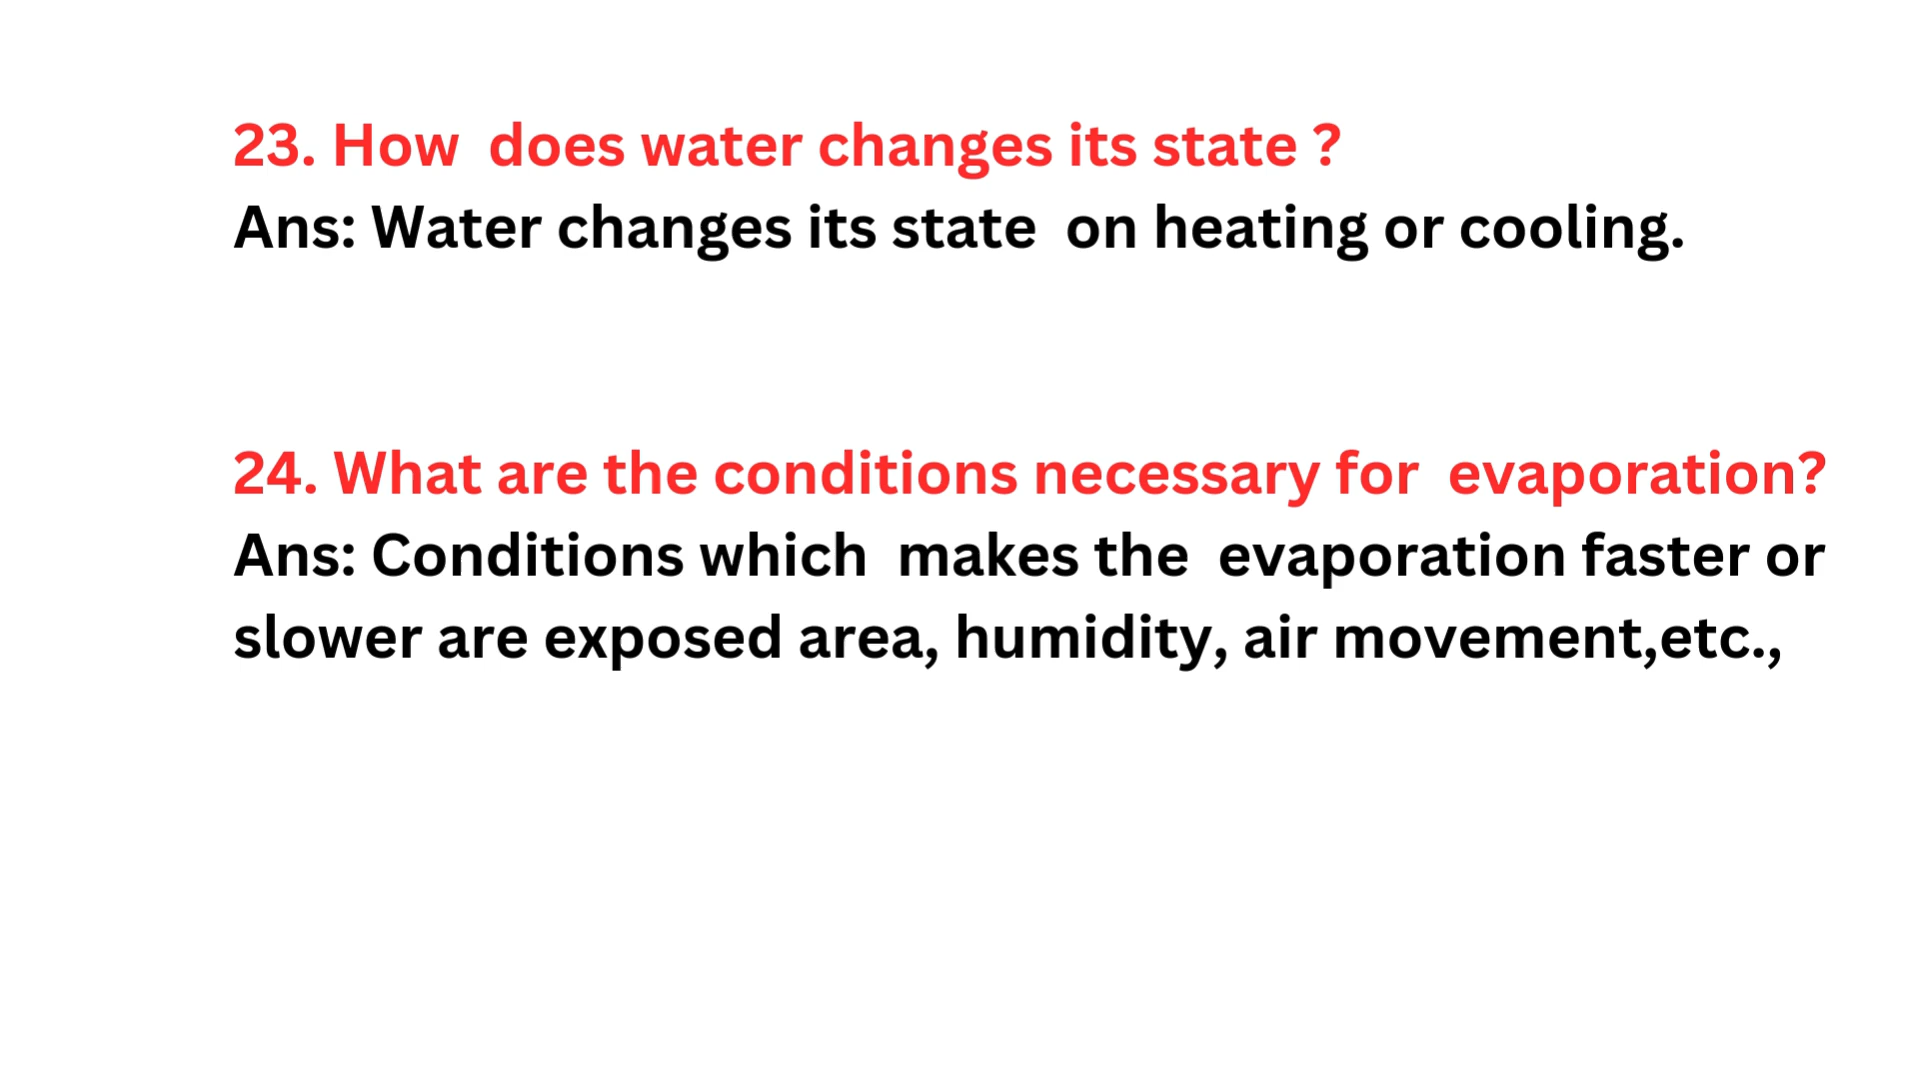 23. How does water changes its state ?
Ans: Water changes its state on heating or cooling.
24. What are the conditions necessary for evaporation?
Ans: Conditions which makes the evaporation faster or
slower are exposed area, humidity, air movement,etc.,